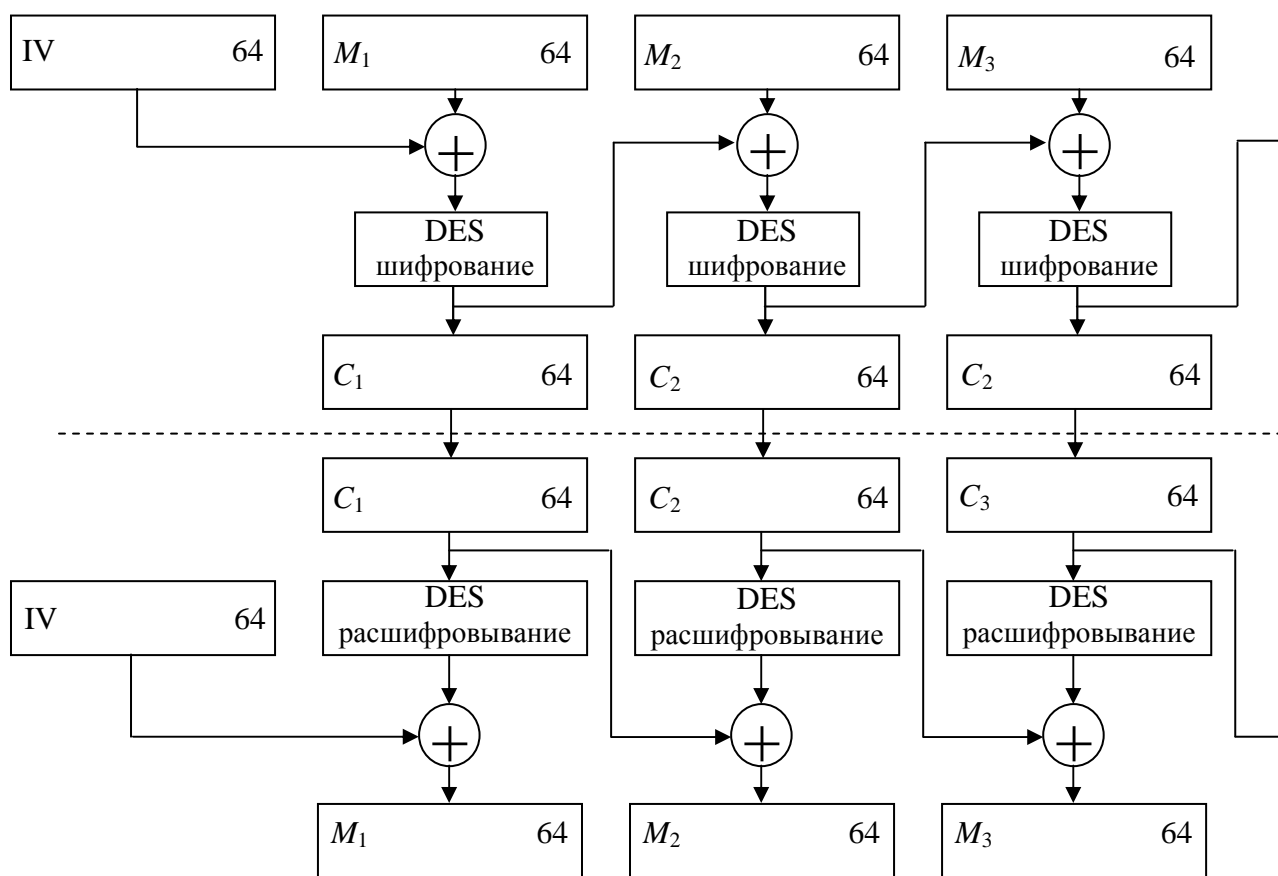 IV 64 M1 64 M2 64 M3 64
+ + +
DES DES DES
шифрование шифрование шифрование
C1 64 C2 64 C2 64
C1 64 C2 64 C3 64
DES DES DES
IV 64 расшифровывание расшифровывание расшифровывание
+ + +
M1 64 M2 64 M3 64